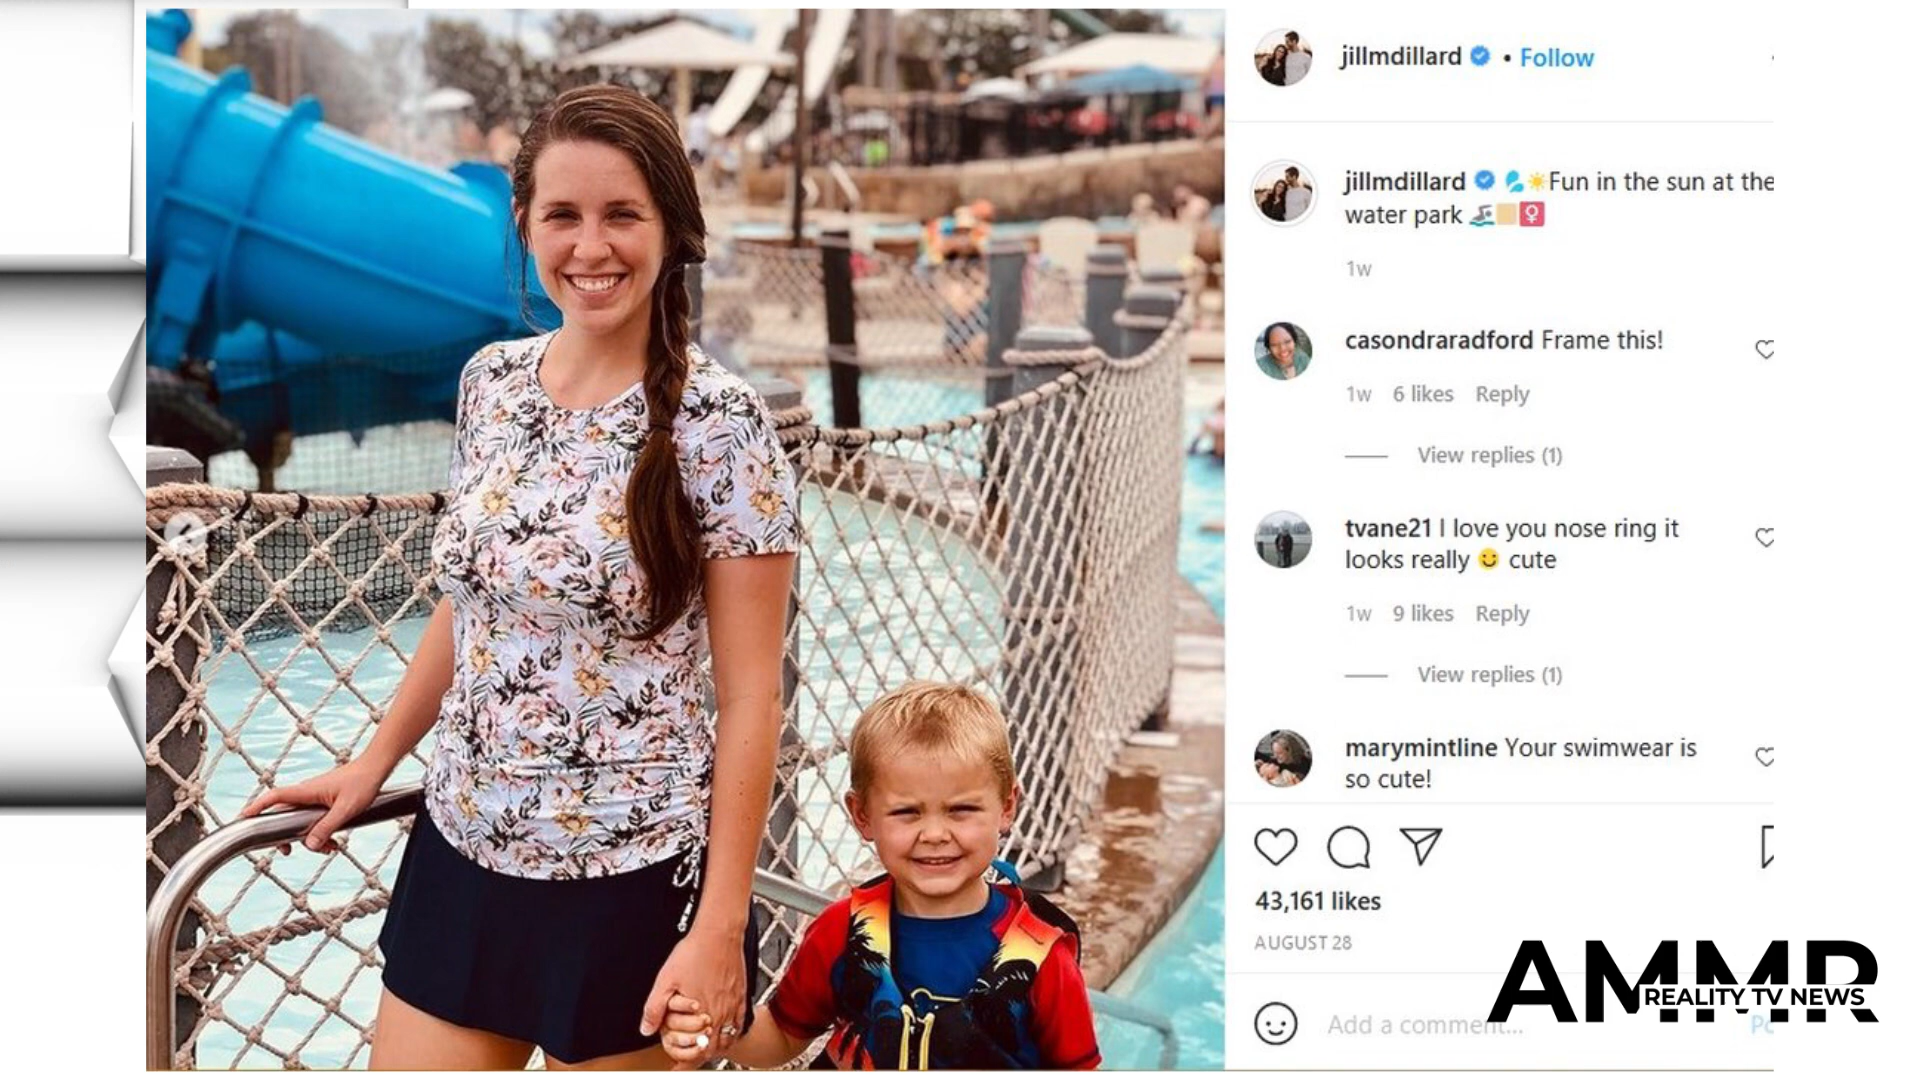 jillmdillard • Follow
jillmdillard 💦☀️Fun in the sun at the
water park 🏊🏼‍♀️
1w
casondraradford Frame this!
1w 6 likes Reply
View replies (1)
tvane21 I love you nose ring it
looks really 🙂 cute
1w 9 likes Reply
View replies (1)
marymintline Your swimwear is
so cute!
43,161 likes
AUGUST 28
Add a comment...
AMMR
REALITY TV NEWS